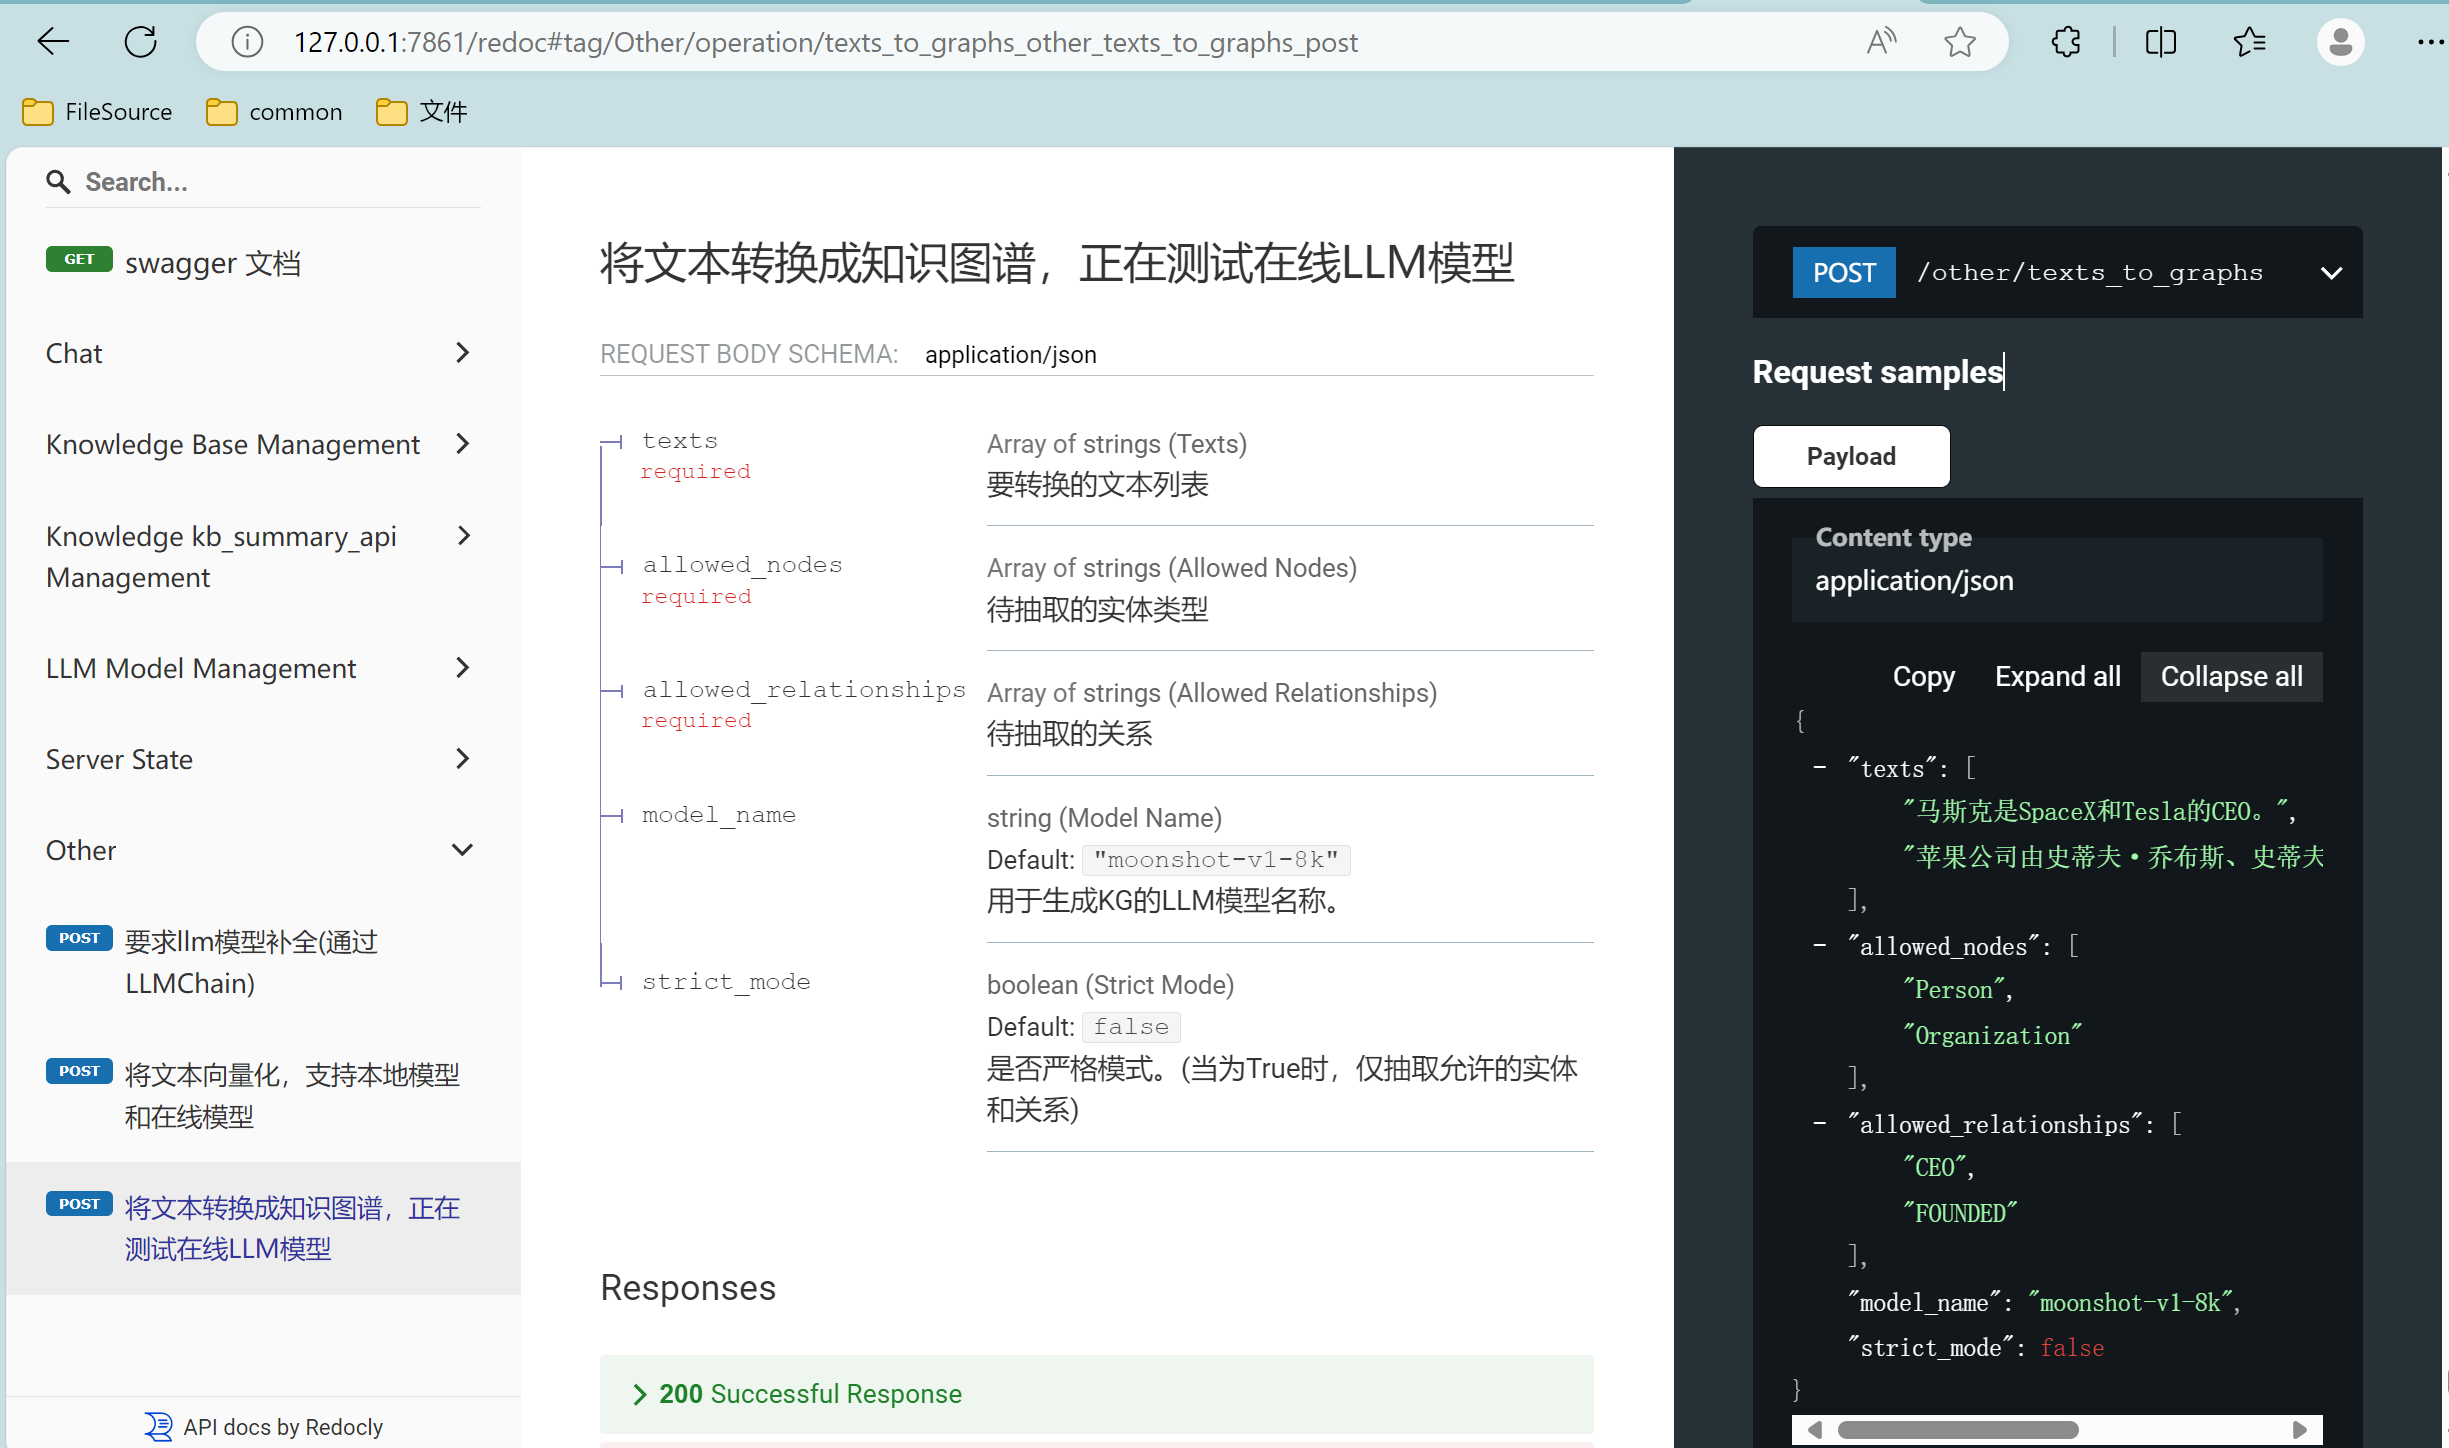 127.0.0.1:7861/redoc#tag/Other/operation/texts_to_graphs_other_texts_to_graphs_post
FileSource
common
文件
Search...
GET swagger 文档
Chat
Knowledge Base Management
Knowledge kb_summary_api
Management
LLM Model Management
Server State
Other
POST 要求llm模型补全(通过
LLMChain)
POST 将文本向量化，支持本地模型
和在线模型
POST 将文本转换成知识图谱，正在
测试在线LLM模型
API docs by Redocly
将文本转换成知识图谱，正在测试在线LLM模型
REQUEST BODY SCHEMA: application/json
texts
required
Array of strings (Texts)
要转换的文本列表
allowed_nodes
required
Array of strings (Allowed Nodes)
待抽取的实体类型
allowed_relationships
required
Array of strings (Allowed Relationships)
待抽取的关系
model_name
string (Model Name)
Default: "moonshot-v1-8k"
用于生成KG的LLM模型名称。
strict_mode
boolean (Strict Mode)
Default: false
是否严格模式。(当为True时，仅抽取允许的实体
和关系)
Responses
200 Successful Response
POST /other/texts_to_graphs
Request samples
Payload
Content type
application/json
Copy Expand all Collapse all
{
- "texts": [
"马斯克是SpaceX和Tesla的CEO。",
"苹果公司由史蒂夫·乔布斯、史蒂夫
],
- "allowed_nodes": [
"Person",
"Organization"
],
- "allowed_relationships": [
"CEO",
"FOUNDED"
],
"model_name": "moonshot-v1-8k",
"strict_mode": false
}